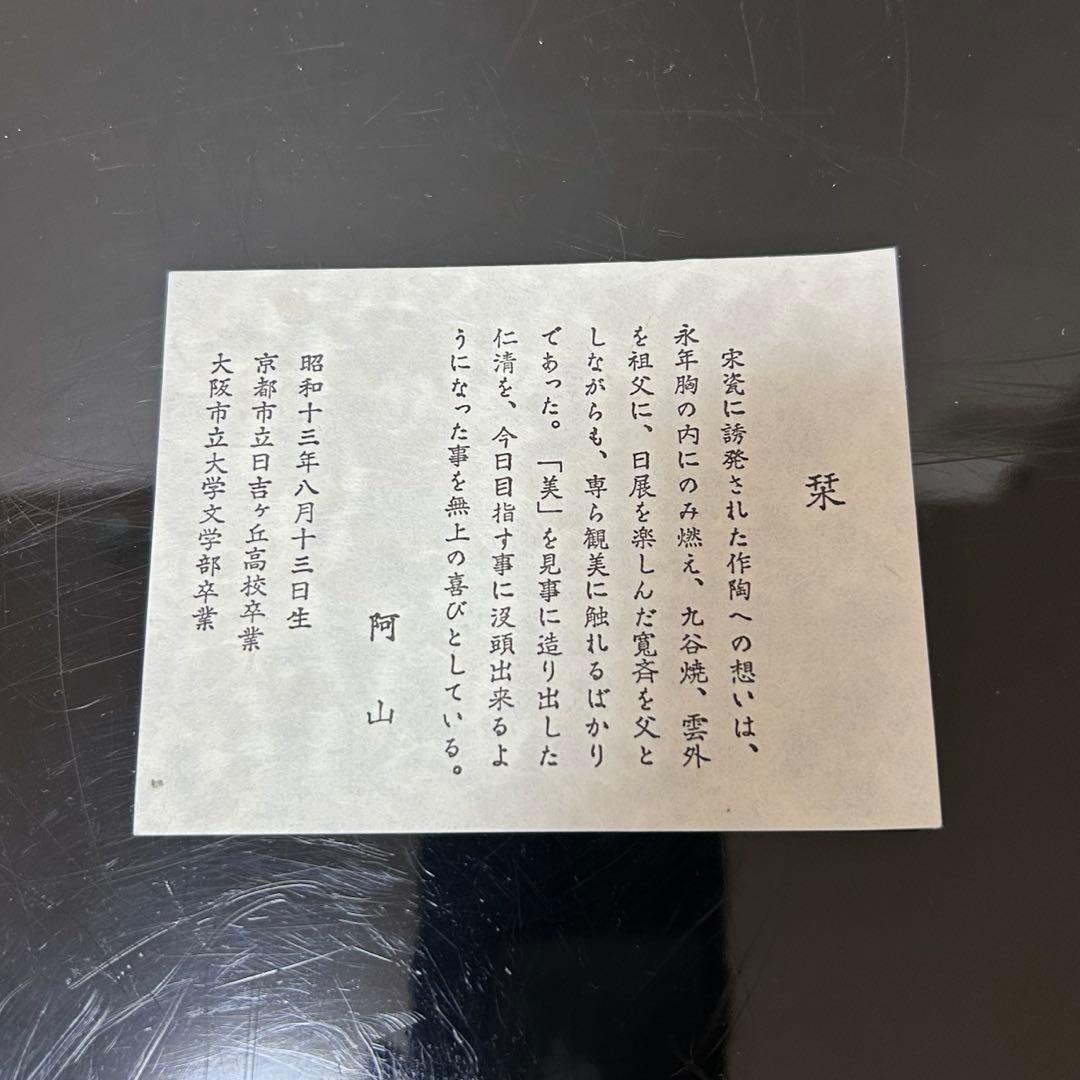 栞
宋瓷に誘発された作陶への想いは、
永年胸の内にのみ燃え、九谷焼、雲外
を祖父に、日展を楽しんだ寛斉を父と
しながらも、専ら観美に触れるばかり
であった。「美」を見事に造り出した
仁清を、今日目指す事に没頭出来るよ
うになった事を無上の喜びとしている。
阿山
昭和十三年八月十三日生
京都市立日吉ヶ丘高校卒業
大阪市立大学文学部卒業